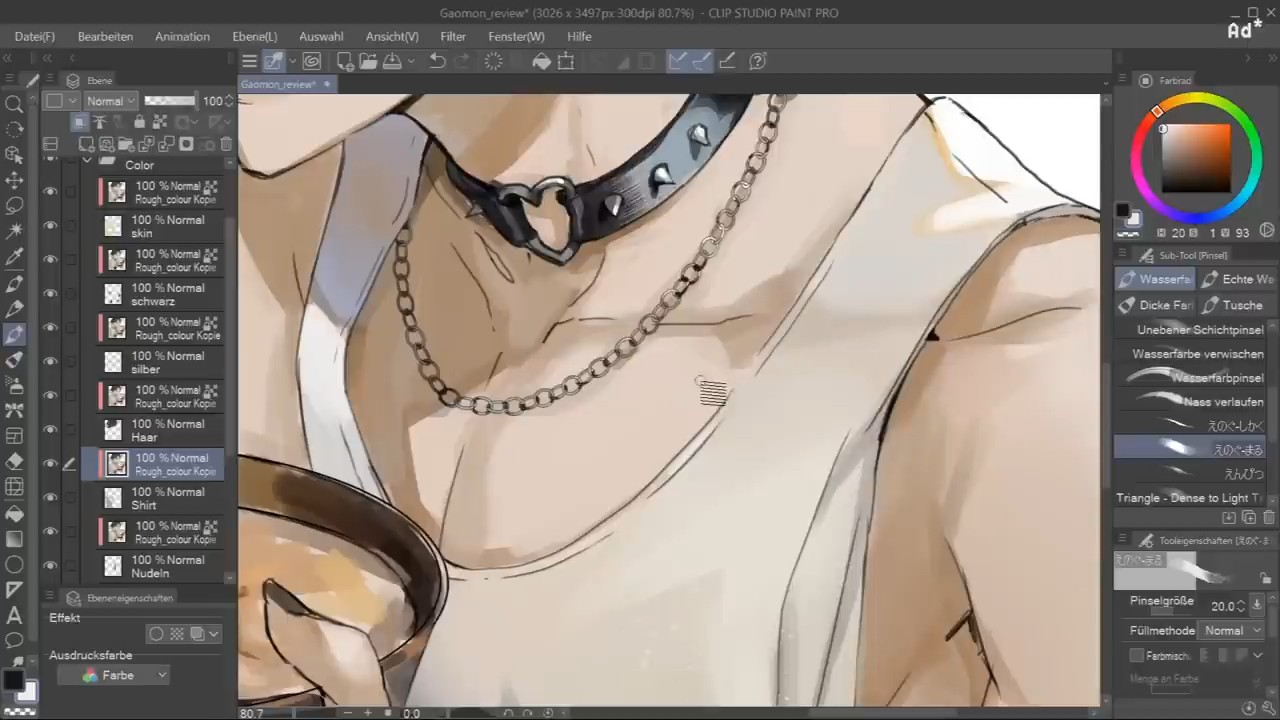 Gaomon_review* (3026 x 3497px 300dpi 80.7%) - CLIP STUDIO PAINT PRO
Ad*
Datei(F) Bearbeiten Animation Ebene(L) Auswahl Ansicht(V) Filter Fenster(W) Hilfe
Ebene
Gaomon_review*
Farbrad
Normal 100
Color
100 % Normal
Rough_colour Kopie
100 % Normal
skin
100 % Normal
Rough_colour Kopie
100 % Normal
schwarz
100 % Normal
Rough_colour Kopie
100 % Normal
silber
100 % Normal
Rough_colour Kopie
100 % Normal
Haar
100 % Normal
Rough_colour Kopie
100 % Normal
Shirt
100 % Normal
Rough_colour Kopie
100 % Normal
Nudeln
Ebeneneigenschaften
Effekt
Ausdrucksfarbe
Farbe
80.7 0.0
20 1 93
Sub-Tool [Pinsel]
Wasserfa Echte We
Dicke Far Tusche
Unebener Schichtpinsel
Wasserfarbe verwischen
Wasserfarbpinsel
Nass verlaufen
えのぐ-しかく
えのぐ-まる
えんぴつ
Triangle - Dense to Light T
Tooleigenschaften [えのぐ-ま
えのぐ-まる
Pinselgröße 20.0
Füllmethode Normal
Farbmisch.
Menge an Farbe